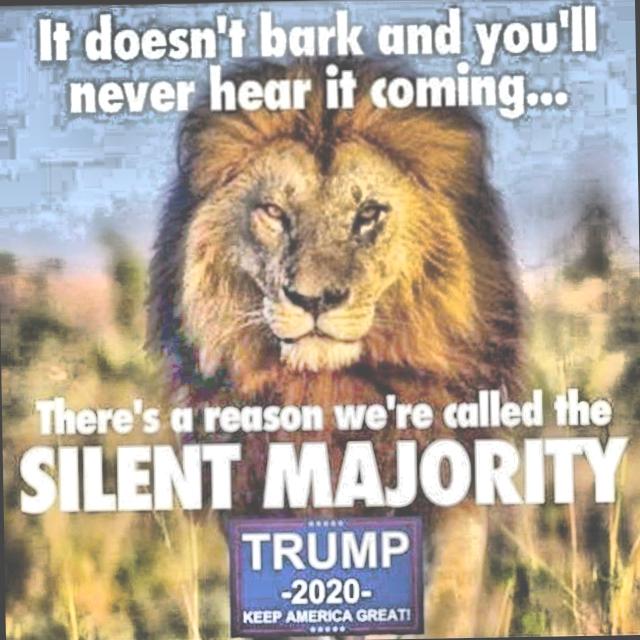 It doesn't bark and you'll
never hear it coming...
There's a reason we're called the
SILENT MAJORITY
TRUMP
-2020-
KEEP AMERICA GREAT!